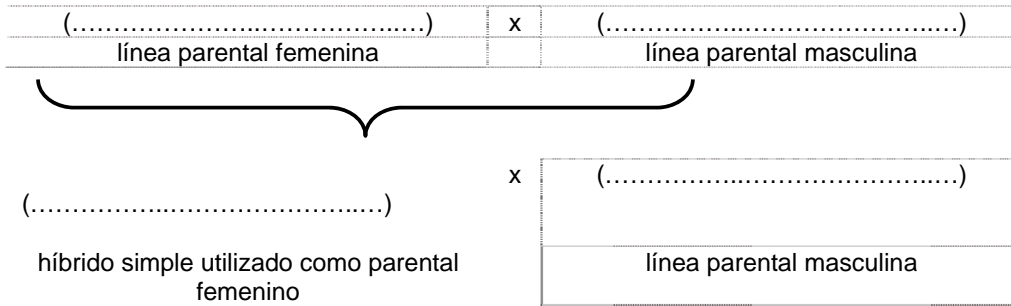 (……………..…………………..……………..…) x (……………..……………………………..…)
línea parental femenina línea parental masculina
x (……………..……………………………..…)
(……………..……………………………..…)
híbrido simple utilizado como parental línea parental masculina
femenino